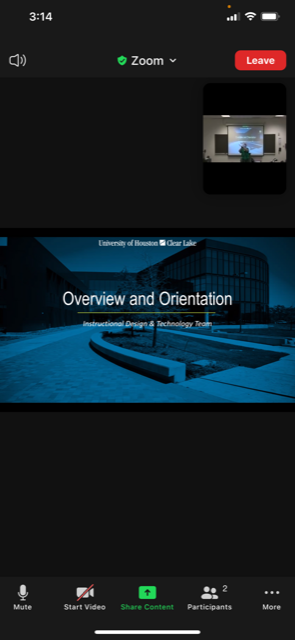 3:14
Zoom
Leave
University of Houston Clear Lake
Overview and Orientation
Instructional Design & Technology Team
2
Mute
Start Video
Share Content
Participants
More